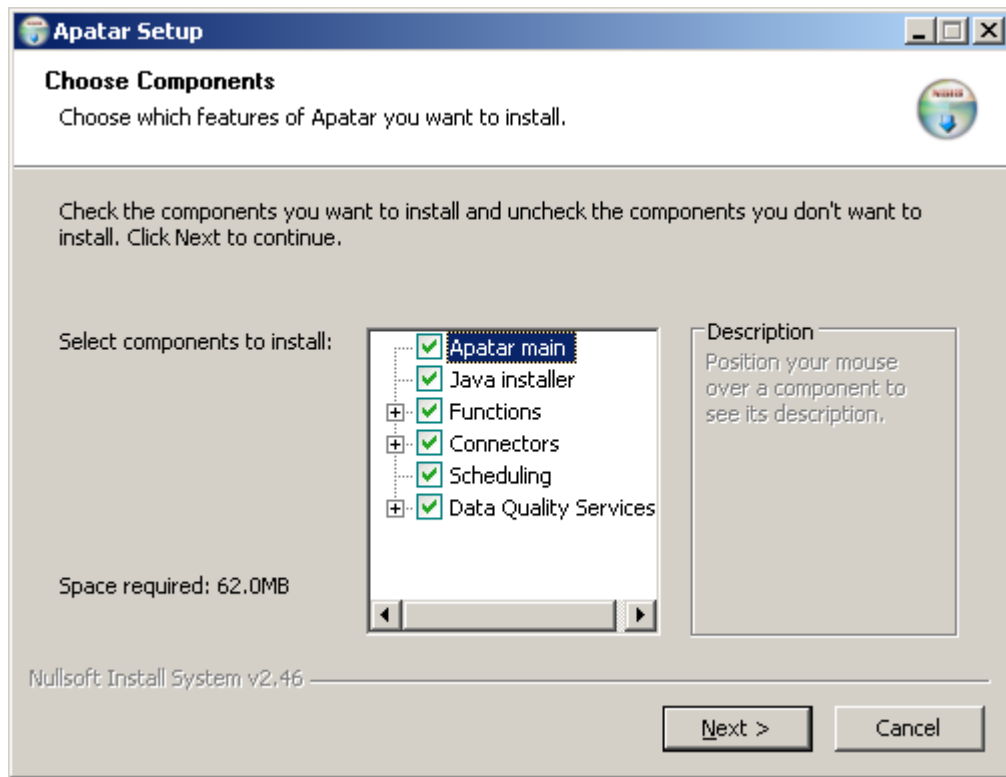 Apatar Setup
Choose Components
Choose which features of Apatar you want to install.
Check the components you want to install and uncheck the components you don't want to
install. Click Next to continue.
Select components to install:
Apatar main
Java installer
Functions
Connectors
Scheduling
Data Quality Services
Description
Position your mouse
over a component to
see its description.
Space required: 62.0MB
Nullsoft Install System v2.46
Next >
Cancel